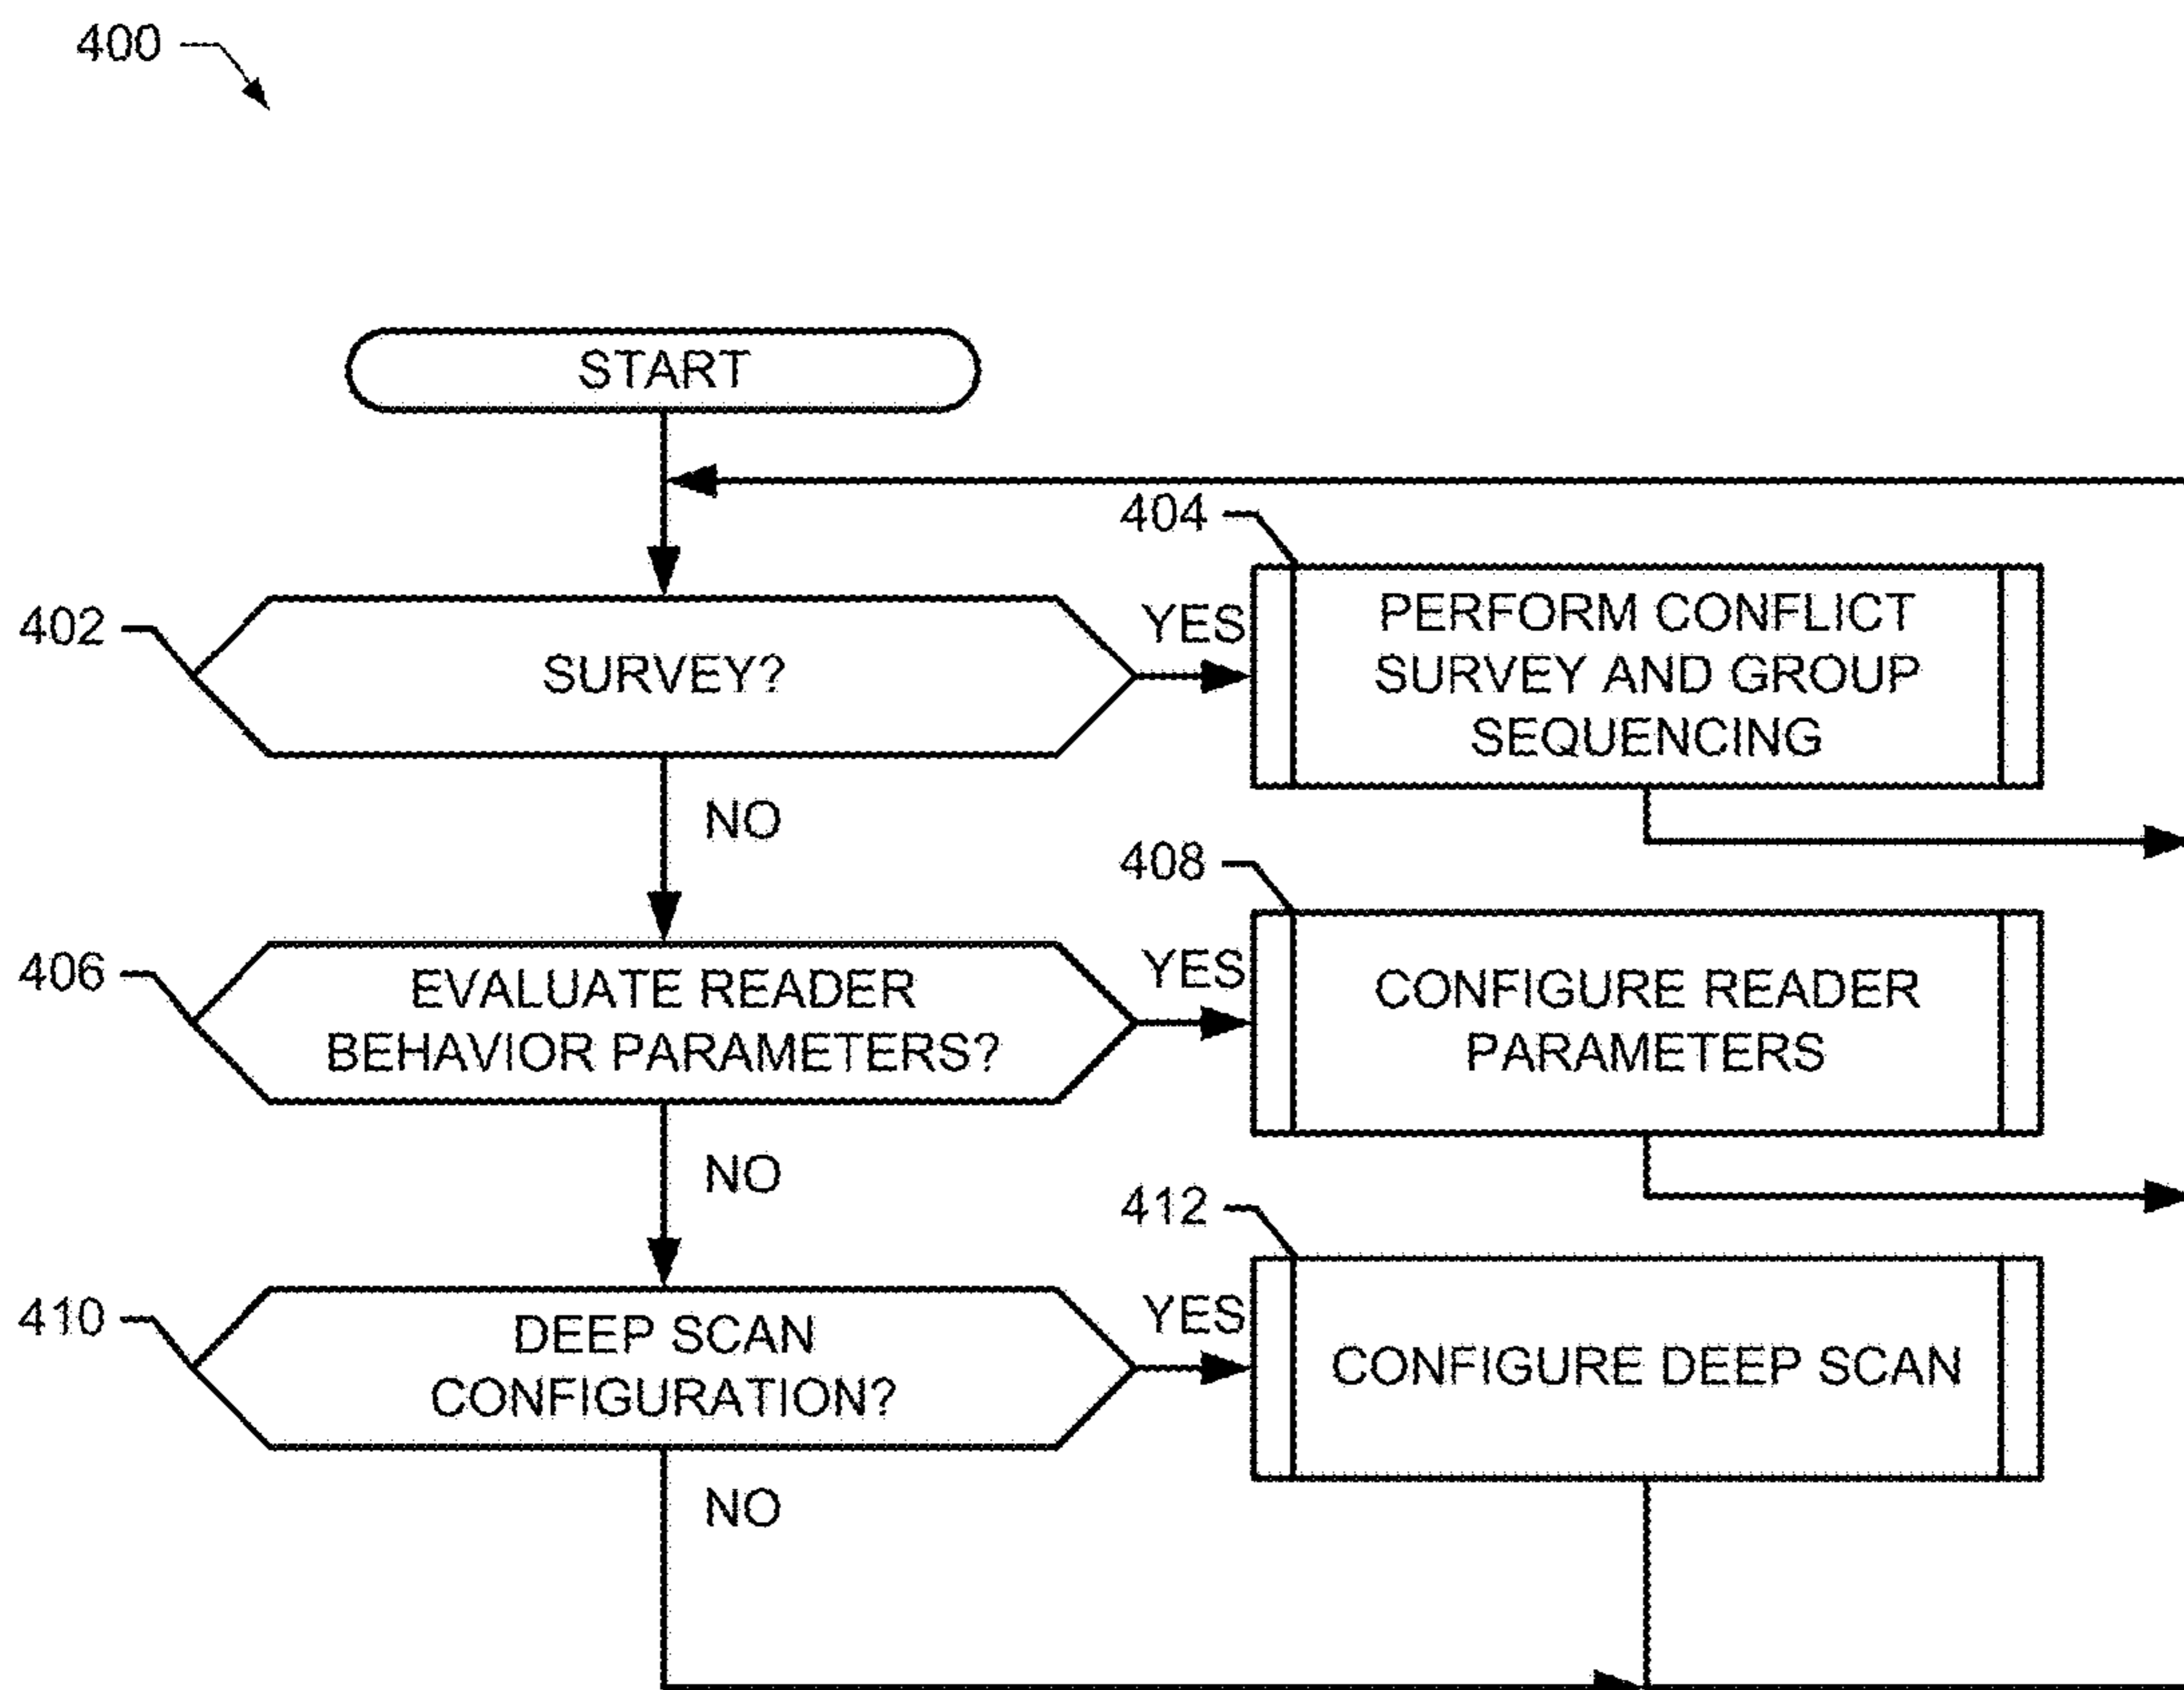 400
START
404
402
SURVEY?
YES
PERFORM CONFLICT
SURVEY AND GROUP
SEQUENCING
NO
408
406
EVALUATE READER
BEHAVIOR PARAMETERS?
YES
CONFIGURE READER
PARAMETERS
NO
412
410
DEEP SCAN
CONFIGURATION?
YES
CONFIGURE DEEP SCAN
NO